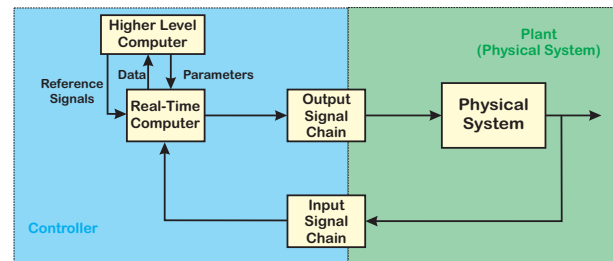 Higher Level
Computer
Plant
(Physical System)
Reference
Signals
Data
Parameters
Real-Time
Computer
Output
Signal
Chain
Physical
System
Input
Signal
Chain
Controller